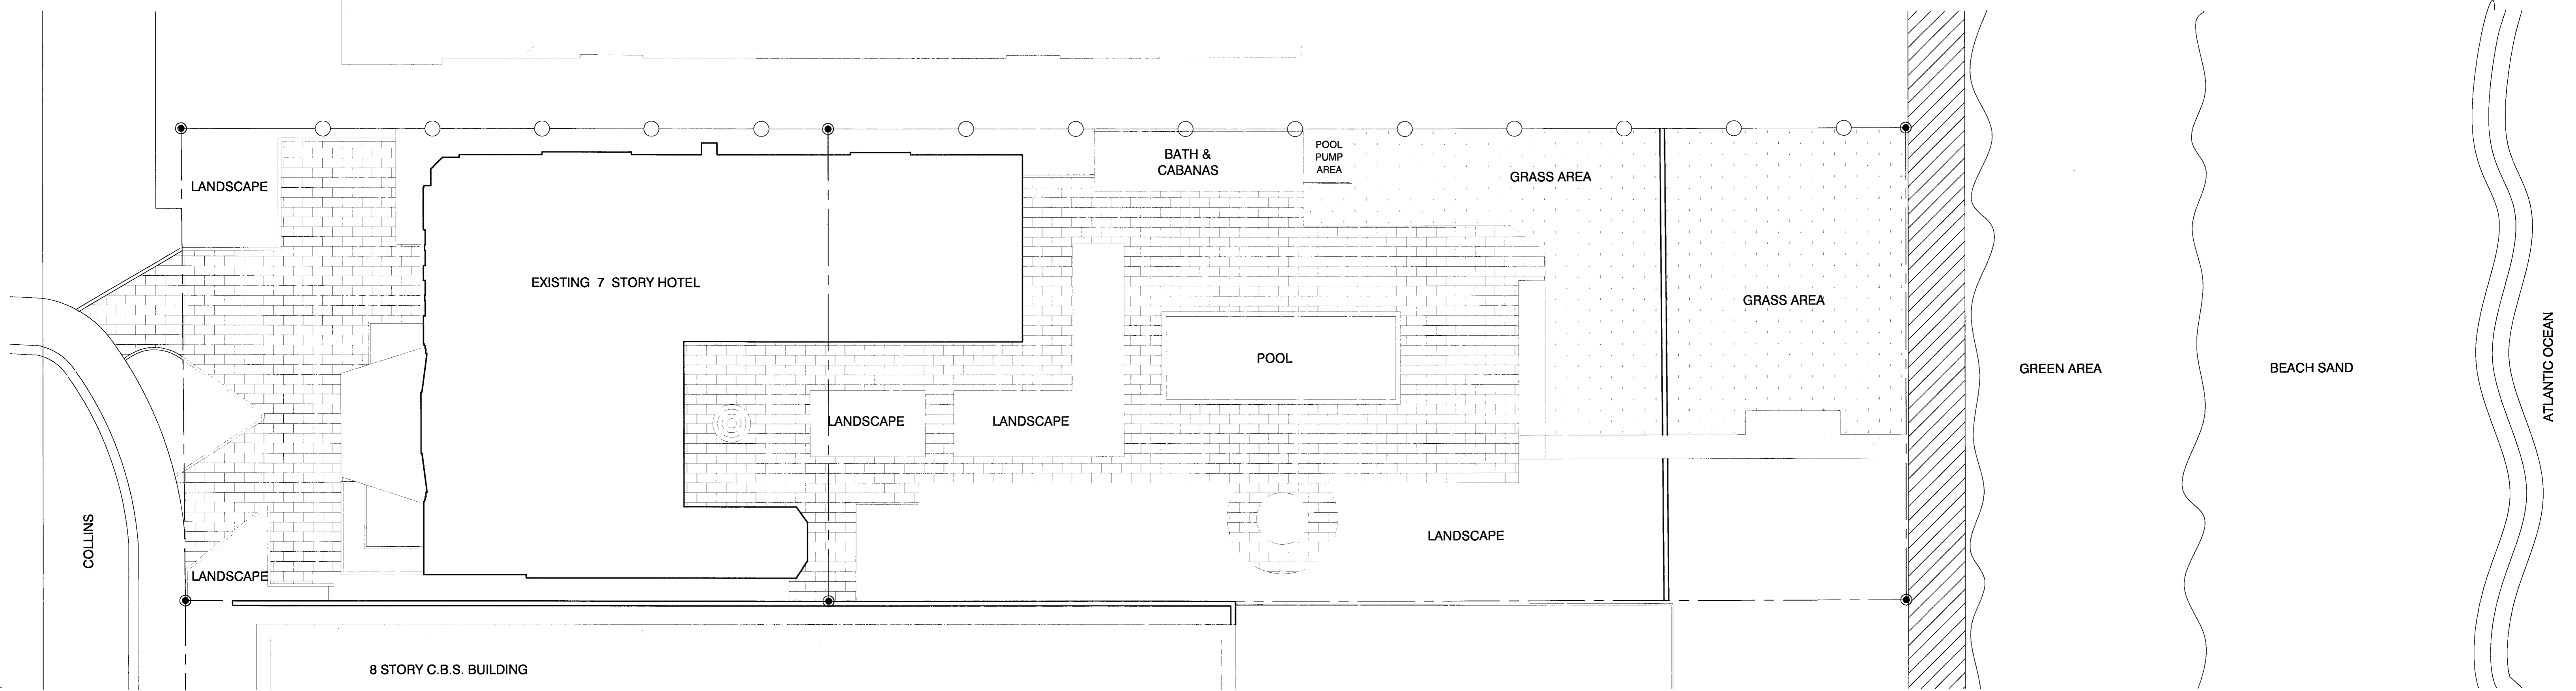 LANDSCAPE
BATH &
CABANAS
POOL
PUMP
AREA
GRASS AREA
EXISTING 7 STORY HOTEL
GRASS AREA
POOL
GREEN AREA
BEACH SAND
ATLANTIC OCEAN
LANDSCAPE
LANDSCAPE
COLLINS
LANDSCAPE
LANDSCAPE
8 STORY C.B.S. BUILDING